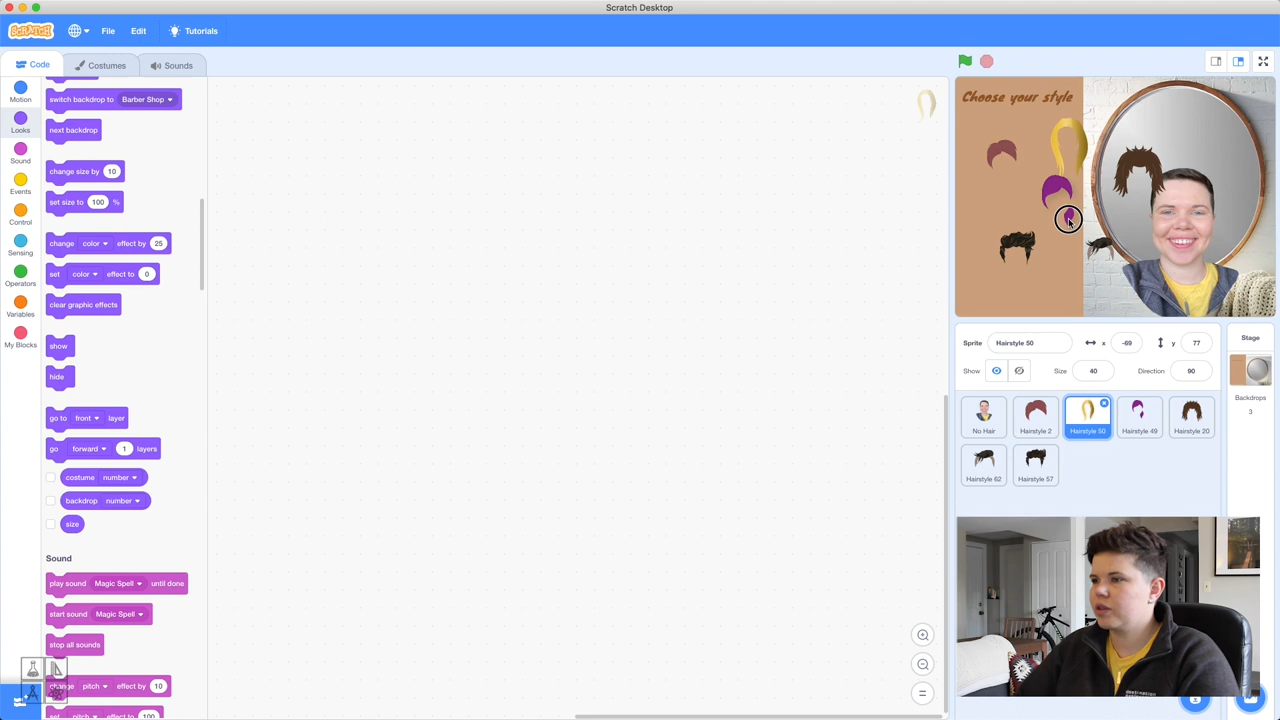 Scratch Desktop
SCRATCH
File
Edit
Tutorials
Code
Costumes
Sounds
Motion
Looks
Sound
Events
Control
Sensing
Operators
Variables
My Blocks
switch backdrop to Barber Shop
next backdrop
change size by 10
set size to 100 %
change color effect by 25
set color effect to 0
clear graphic effects
show
hide
go to front layer
go forward 1 layers
costume number
backdrop number
size
Sound
play sound Magic Spell until done
start sound Magic Spell
stop all sounds
change pitch effect by 10
set pitch effect to 100
Choose your style
Sprite Hairstyle 50 x -69 y 77
Show Size 40 Direction 90
No Hair
Hairstyle 2
Hairstyle 50
Hairstyle 49
Hairstyle 20
Hairstyle 62
Hairstyle 57
Stage
Backdrops
3